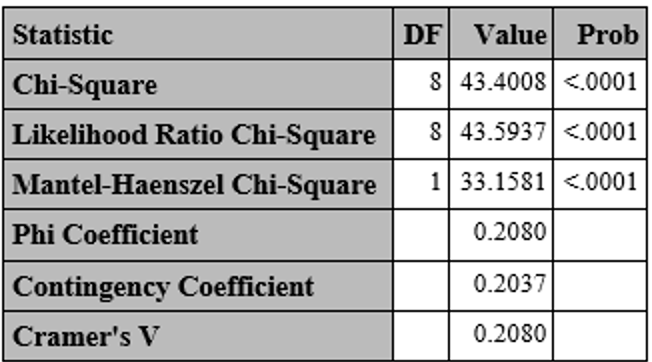 Statistic DF Value Prob
Chi-Square 8 43.4008 <.0001
Likelihood Ratio Chi-Square 8 43.5937 <.0001
Mantel-Haenszel Chi-Square 1 33.1581 <.0001
Phi Coefficient 0.2080
Contingency Coefficient 0.2037
Cramer's V 0.2080